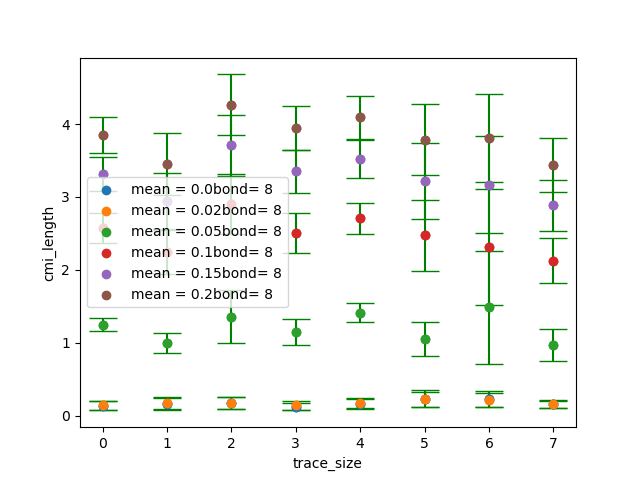 cmi_length
4
3
2
1
0
mean = 0.0bond= 8
mean = 0.02bond= 8
mean = 0.05bond= 8
mean = 0.1bond= 8
mean = 0.15bond= 8
mean = 0.2bond= 8
0 1 2 3 4 5 6 7
trace_size